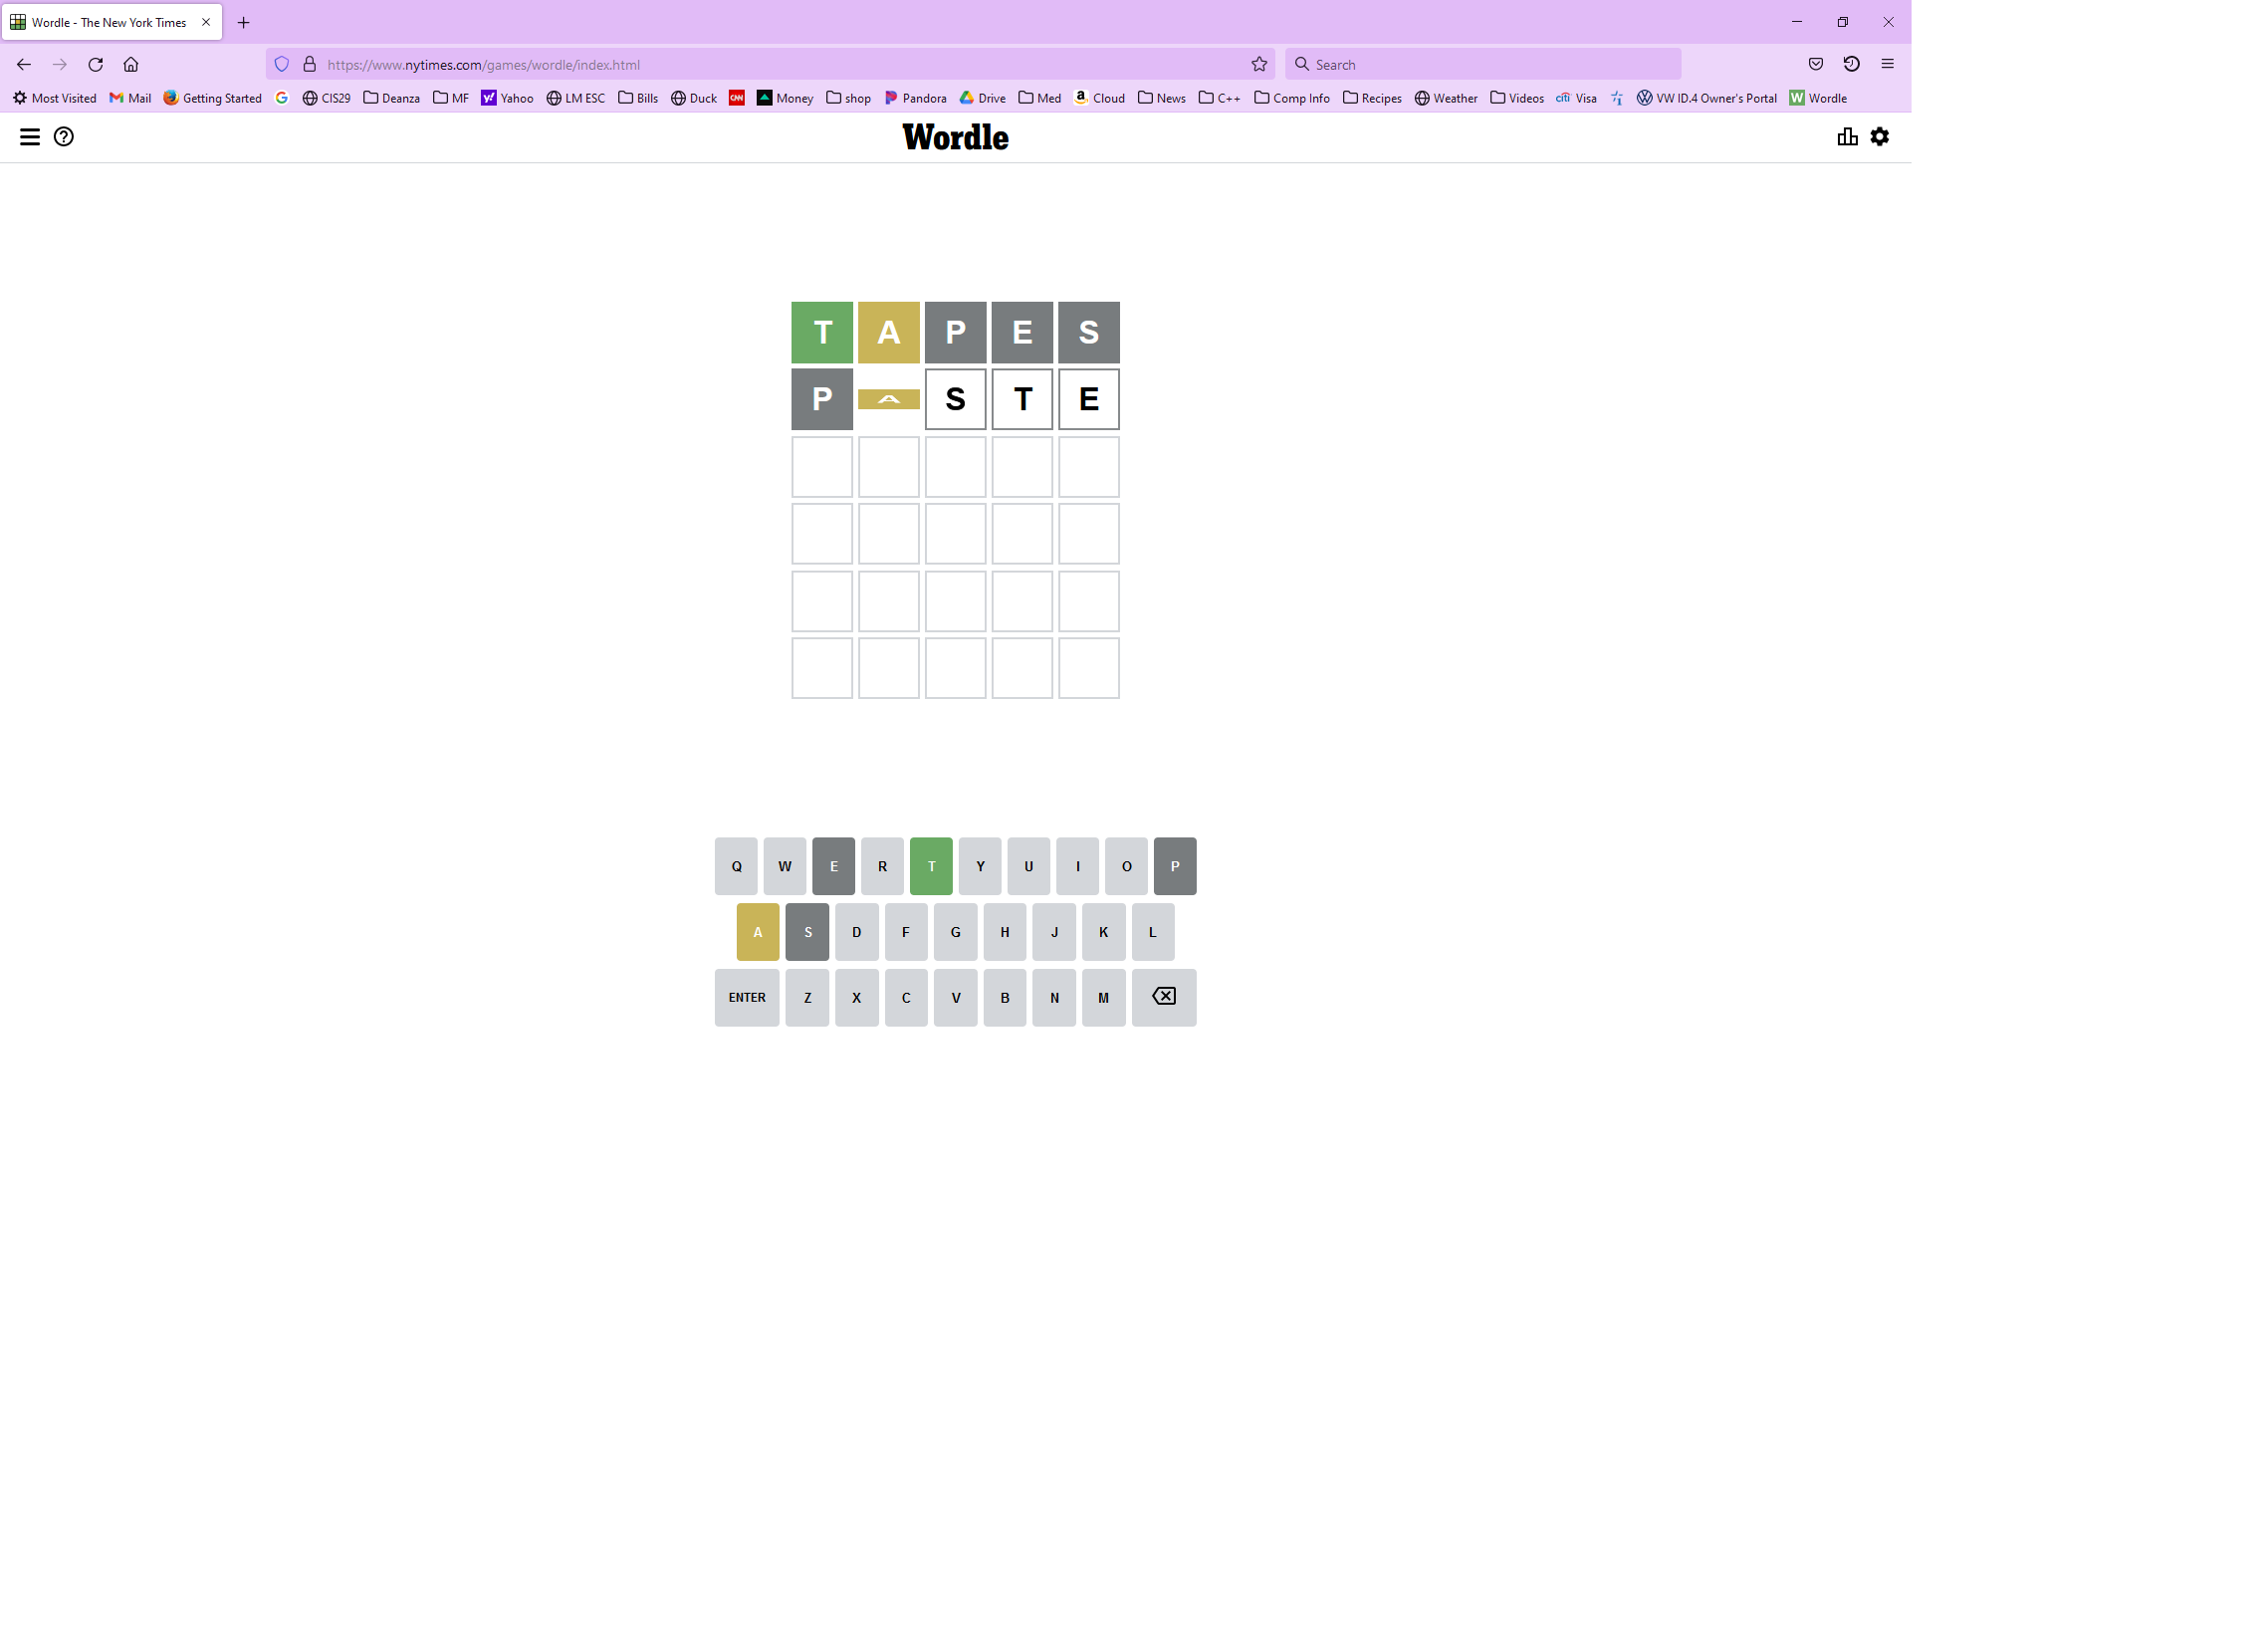 Wordle - The New York Times
https://www.nytimes.com/games/wordle/index.html
Search
Most Visited Mail Getting Started G CIS29 Deanza MF y! Yahoo LM ESC Bills Duck CNN Money shop Pandora Drive Med a Cloud News C++ Comp Info Recipes Weather Videos citi Visa VW ID.4 Owner's Portal W Wordle
? Wordle
T A P E S
P A S T E
Q W E R T Y U I O P
A S D F G H J K L
ENTER Z X C V B N M